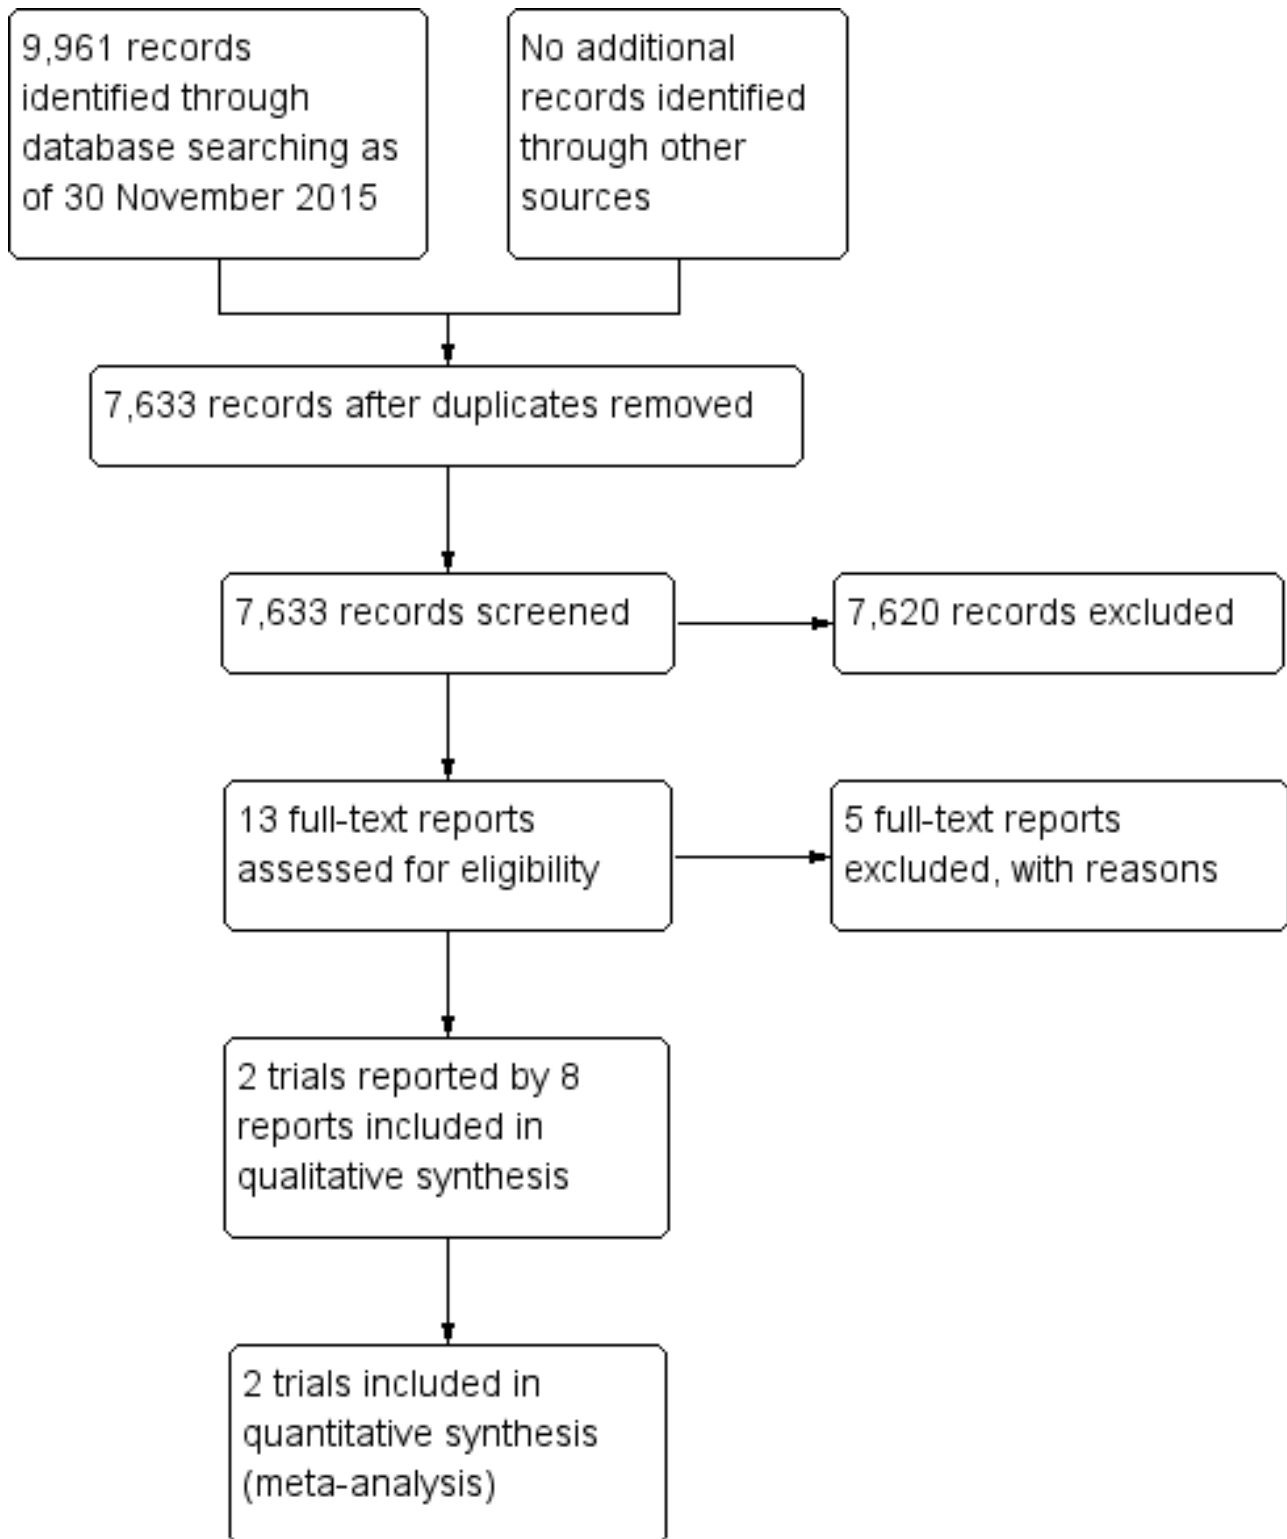 9,961 records
identified through
database searching as
of 30 November 2015
No additional
records identified
through other
sources
7,633 records after duplicates removed
7,633 records screened
7,620 records excluded
13 full-text reports
assessed for eligibility
5 full-text reports
excluded, with reasons
2 trials reported by 8
reports included in
qualitative synthesis
2 trials included in
quantitative synthesis
(meta-analysis)